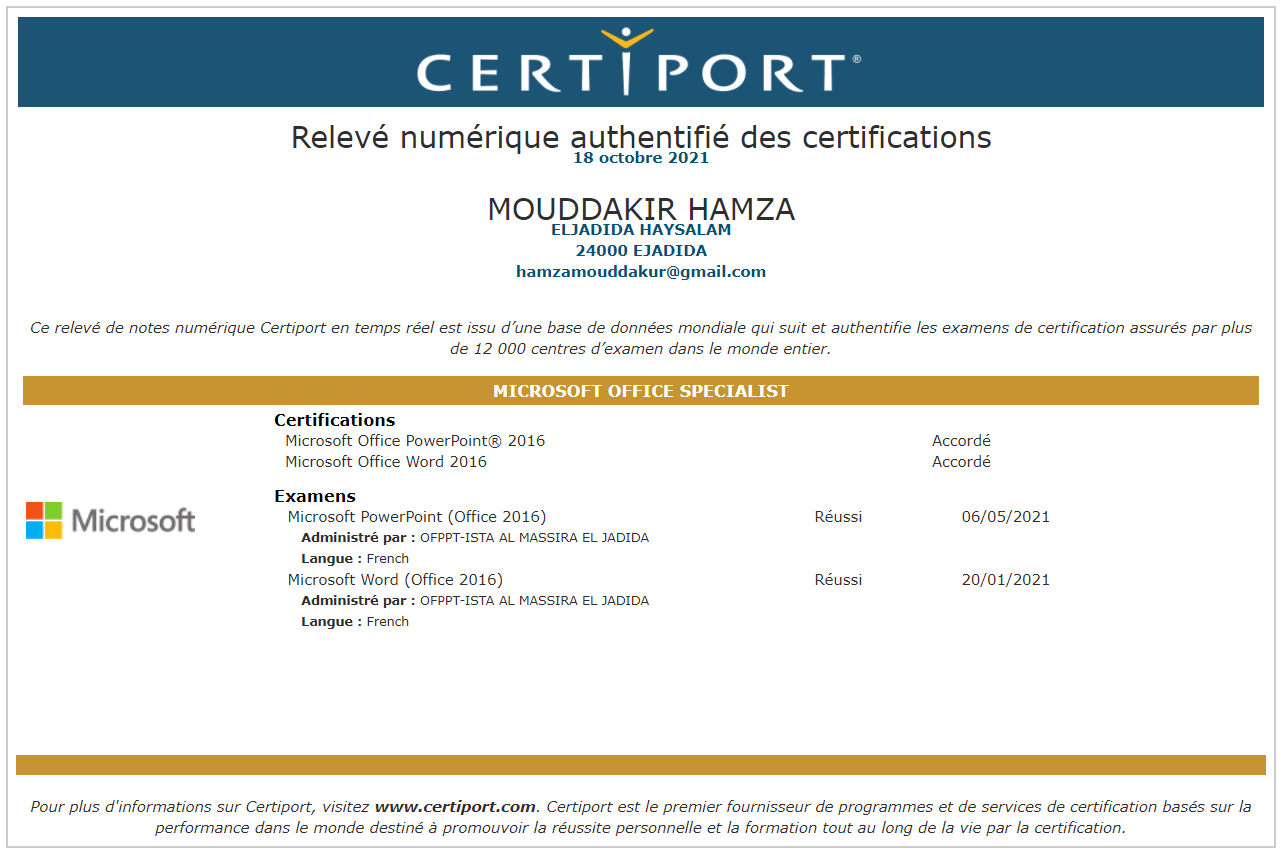 CERTIPORT®
Relevé numérique authentifié des certifications
18 octobre 2021
MOUDDAKIR HAMZA
ELJADIDA HAYSALAM
24000 EJADIDA
hamzamouddakur@gmail.com
Ce relevé de notes numérique Certiport en temps réel est issu d’une base de données mondiale qui suit et authentifie les examens de certification assurés par plus
de 12 000 centres d’examen dans le monde entier.
MICROSOFT OFFICE SPECIALIST
Certifications
Microsoft Office PowerPoint® 2016 Accordé
Microsoft Office Word 2016 Accordé
Microsoft
Examens
Microsoft PowerPoint (Office 2016) Réussi 06/05/2021
Administré par : OFPPT-ISTA AL MASSIRA EL JADIDA
Langue : French
Microsoft Word (Office 2016) Réussi 20/01/2021
Administré par : OFPPT-ISTA AL MASSIRA EL JADIDA
Langue : French
Pour plus d'informations sur Certiport, visitez www.certiport.com. Certiport est le premier fournisseur de programmes et de services de certification basés sur la
performance dans le monde destiné à promouvoir la réussite personnelle et la formation tout au long de la vie par la certification.